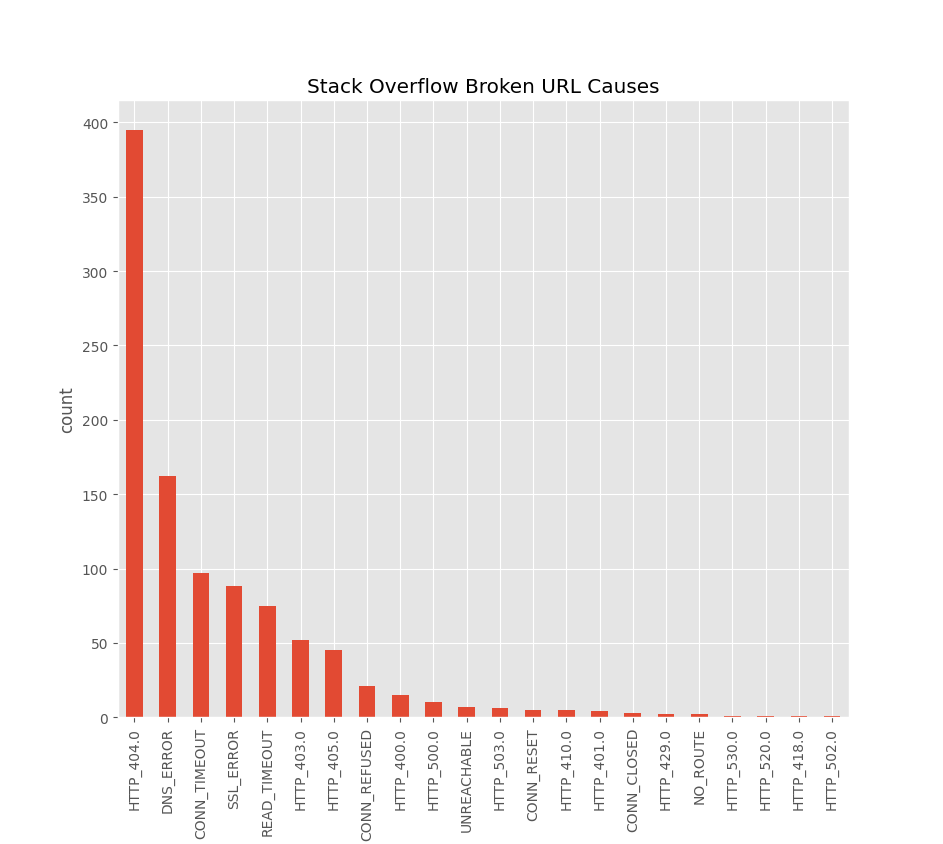 Stack Overflow Broken URL Causes
400
350
300
250
200
150
100
50
0
count
HTTP_404.0
DNS_ERROR
CONN_TIMEOUT
SSL_ERROR
READ_TIMEOUT
HTTP_403.0
HTTP_405.0
CONN_REFUSED
HTTP_400.0
HTTP_500.0
UNREACHABLE
HTTP_503.0
CONN_RESET
HTTP_410.0
HTTP_401.0
CONN_CLOSED
HTTP_429.0
NO_ROUTE
HTTP_530.0
HTTP_520.0
HTTP_418.0
HTTP_502.0